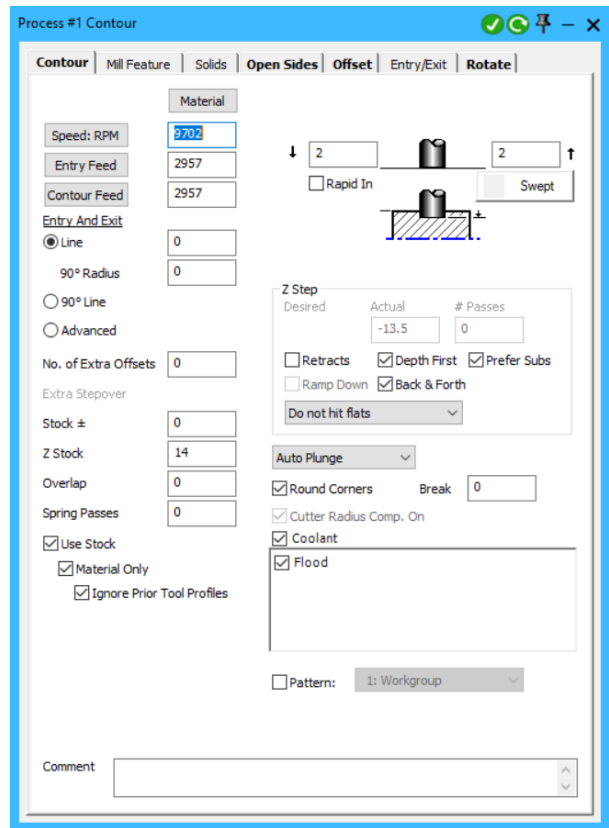 Process #1 Contour
Contour Mill Feature Solids Open Sides Offset Entry/Exit Rotate
Material
Speed: RPM 9702
Entry Feed 2957
Contour Feed 2957
Entry And Exit
Line 0
90° Radius 0
90° Line
Advanced
No. of Extra Offsets 0
Extra Stepover
Stock ± 0
Z Stock 14
Overlap 0
Spring Passes 0
Use Stock
Material Only
Ignore Prior Tool Profiles
2 2
Rapid In Swept
Z Step
Desired Actual # Passes
-13.5 0
Retracts Depth First Prefer Subs
Ramp Down Back & Forth
Do not hit flats
Auto Plunge
Round Corners Break 0
Cutter Radius Comp. On
Coolant
Flood
Pattern: 1: Workgroup
Comment